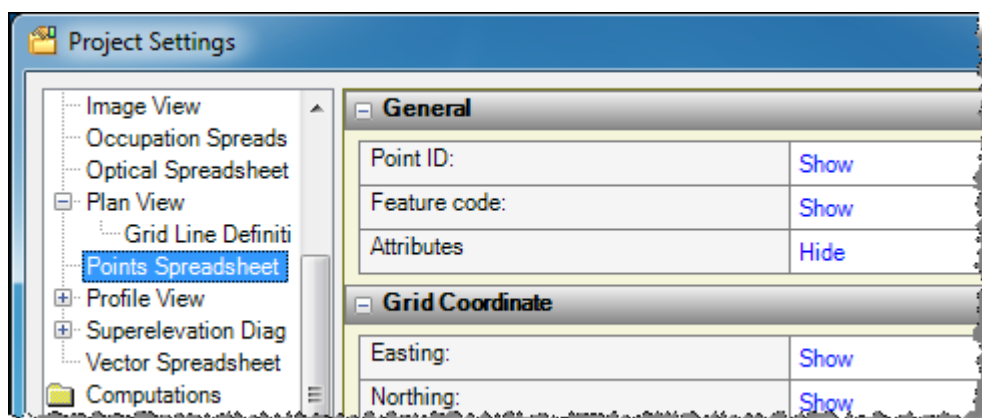 Project Settings
Image View
Occupation Spreads
Optical Spreadsheet
Plan View
Grid Line Definiti
Points Spreadsheet
Profile View
Superelevation Diag
Vector Spreadsheet
Computations
General
Point ID: Show
Feature code: Show
Attributes Hide
Grid Coordinate
Easting: Show
Northing: Show